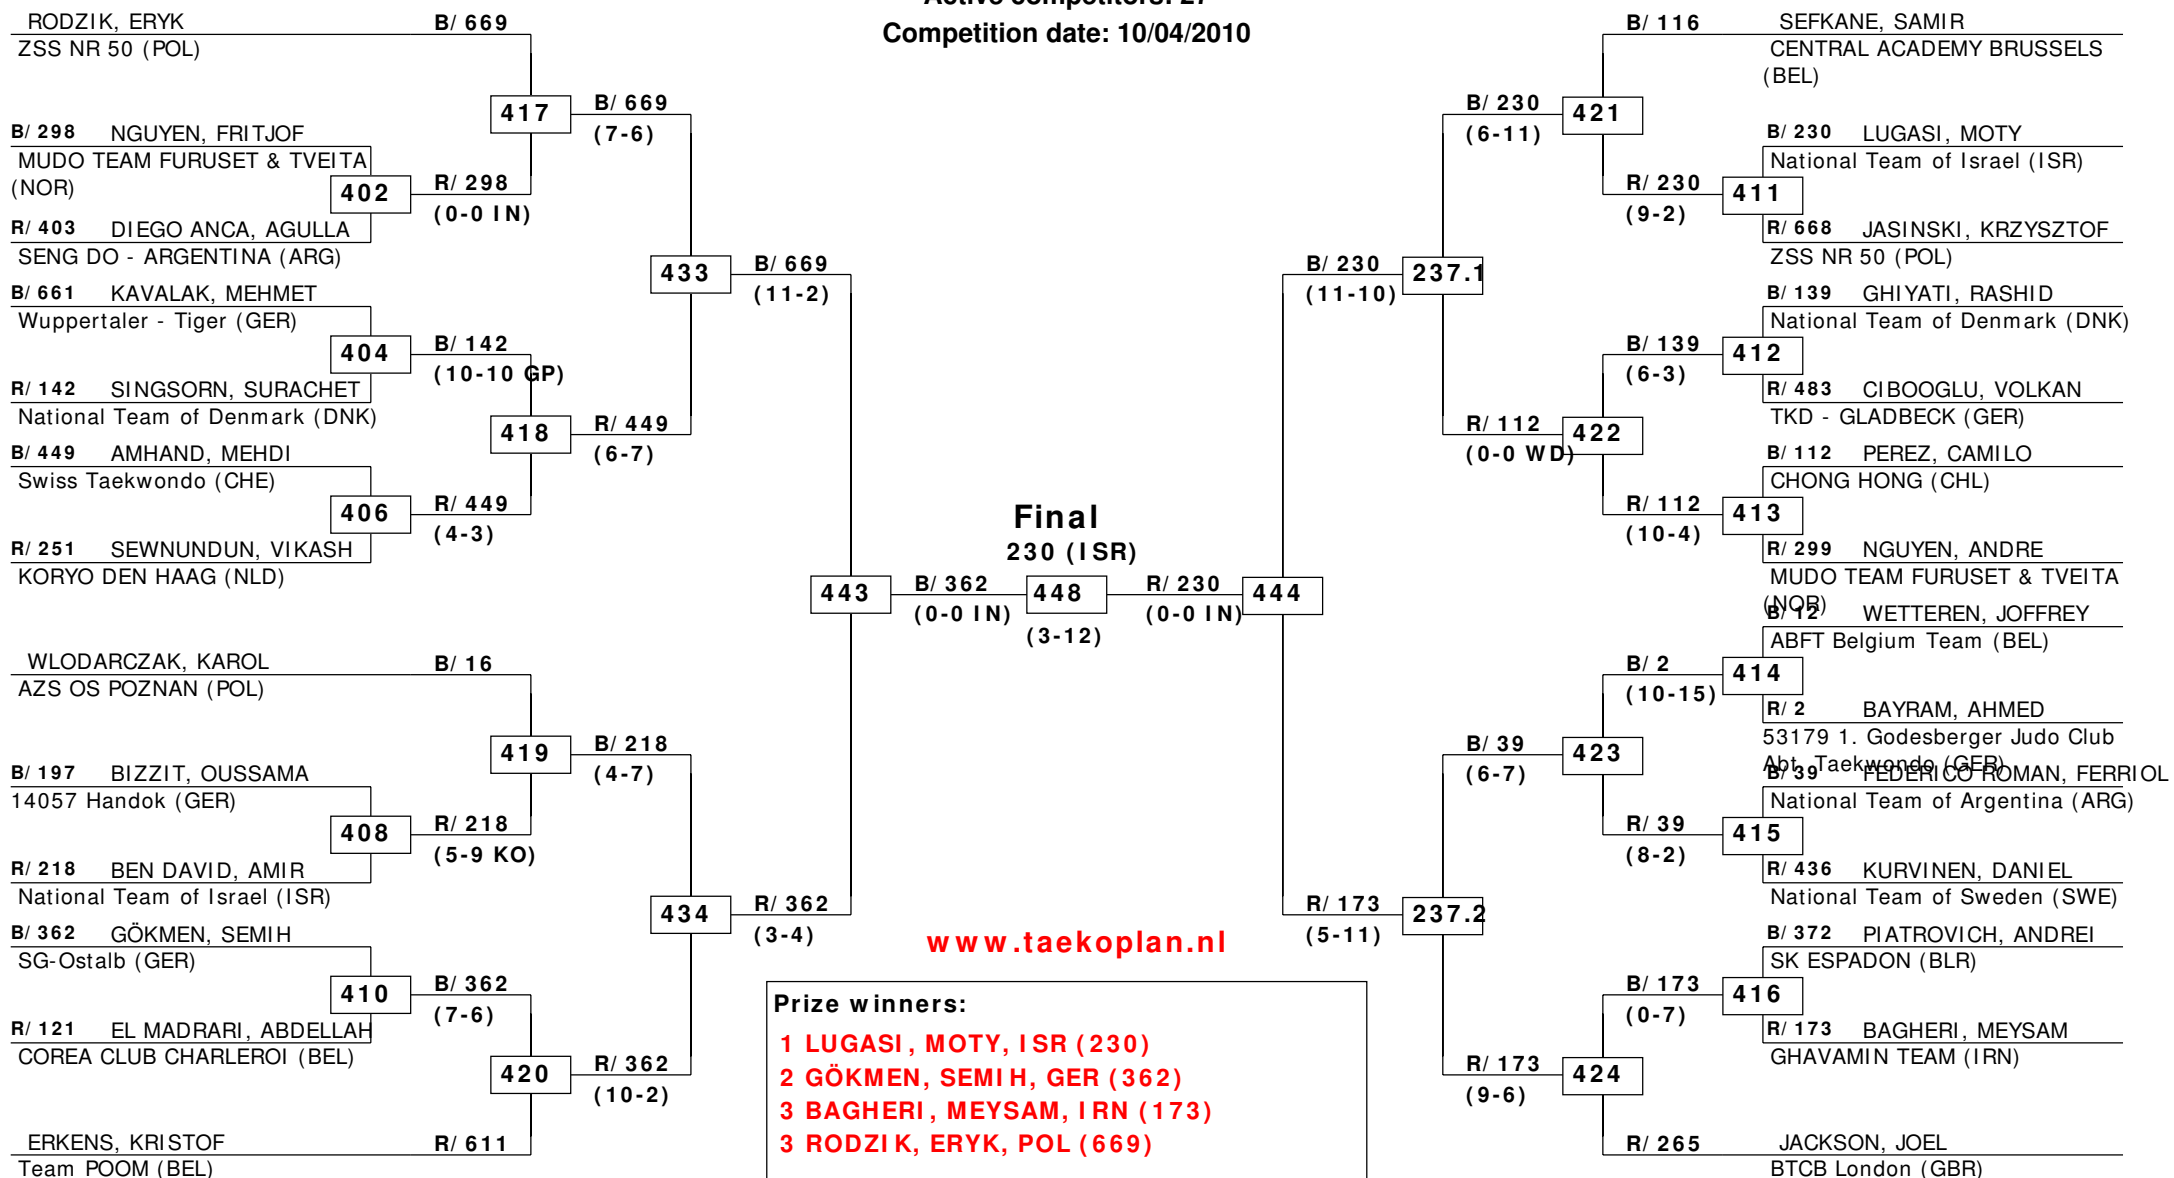 Active competitors: 27
Competition date: 10/04/2010
RODZIK, ERYK
B/ 669
ZSS NR 50 (POL)
417
B/ 669
(7-6)
B/ 298 NGUYEN, FRITJOF
MUDO TEAM FURUSET & TVEITA
(NOR)
402
R/ 298
(0-0 IN)
R/ 403 DIEGO ANCA, AGULLA
SENG DO - ARGENTINA (ARG)
433
B/ 669
(11-2)
B/ 661 KAVALAK, MEHMET
Wuppertaler - Tiger (GER)
404
B/ 142
(10-10 GP)
R/ 142 SINGSORN, SURACHET
National Team of Denmark (DNK)
418
R/ 449
(6-7)
B/ 449 AMHAND, MEHDI
Swiss Taekwondo (CHE)
406
R/ 449
(4-3)
R/ 251 SEWNUNDUN, VIKASH
KORYO DEN HAAG (NLD)
443
B/ 362
(0-0 IN)
WLODARCZAK, KAROL
B/ 16
AZS OS POZNAN (POL)
419
B/ 218
(4-7)
B/ 197 BIZZIT, OUSSAMA
14057 Handok (GER)
408
R/ 218
(5-9 KO)
R/ 218 BEN DAVID, AMIR
National Team of Israel (ISR)
434
R/ 362
(3-4)
B/ 362 GÖKMEN, SEMIH
SG-Ostalb (GER)
410
B/ 362
(7-6)
R/ 121 EL MADRARI, ABDELLAH
COREA CLUB CHARLEROI (BEL)
420
R/ 362
(10-2)
ERKENS, KRISTOF
R/ 611
Team POOM (BEL)
Final
230 (ISR)
448
(3-12)
R/ 230
(0-0 IN)
444
www.taekoplan.nl
Prize winners:
1 LUGASI, MOTY, ISR (230)
2 GÖKMEN, SEMIH, GER (362)
3 BAGHERI, MEYSAM, IRN (173)
3 RODZIK, ERYK, POL (669)
B/ 116
SEFKANE, SAMIR
CENTRAL ACADEMY BRUSSELS
(BEL)
B/ 230
(6-11)
421
B/ 230 LUGASI, MOTY
National Team of Israel (ISR)
R/ 230
(9-2)
411
R/ 668 JASINSKI, KRZYSZTOF
ZSS NR 50 (POL)
B/ 230
(11-10)
237.1
B/ 139 GHIYATI, RASHID
National Team of Denmark (DNK)
B/ 139
(6-3)
412
R/ 483 CIBOOGLU, VOLKAN
TKD - GLADBECK (GER)
R/ 112
(0-0 WD)
422
B/ 112 PEREZ, CAMILO
CHONG HONG (CHL)
R/ 112
(10-4)
413
R/ 299 NGUYEN, ANDRE
MUDO TEAM FURUSET & TVEITA
(NOR)
B/ 12 WETTEREN, JOFFREY
ABFT Belgium Team (BEL)
B/ 2
(10-15)
414
R/ 2 BAYRAM, AHMED
53179 1. Godesberger Judo Club
Abt. Taekwondo (GER)
B/ 39
(6-7)
423
B/ 39 FEDERICO ROMAN, FERRIOL
National Team of Argentina (ARG)
R/ 39
(8-2)
415
R/ 436 KURVINEN, DANIEL
National Team of Sweden (SWE)
R/ 173
(5-11)
237.2
B/ 372 PIATROVICH, ANDREI
SK ESPADON (BLR)
B/ 173
(0-7)
416
R/ 173 BAGHERI, MEYSAM
GHAVAMIN TEAM (IRN)
R/ 173
(9-6)
424
R/ 265
JACKSON, JOEL
BTCB London (GBR)